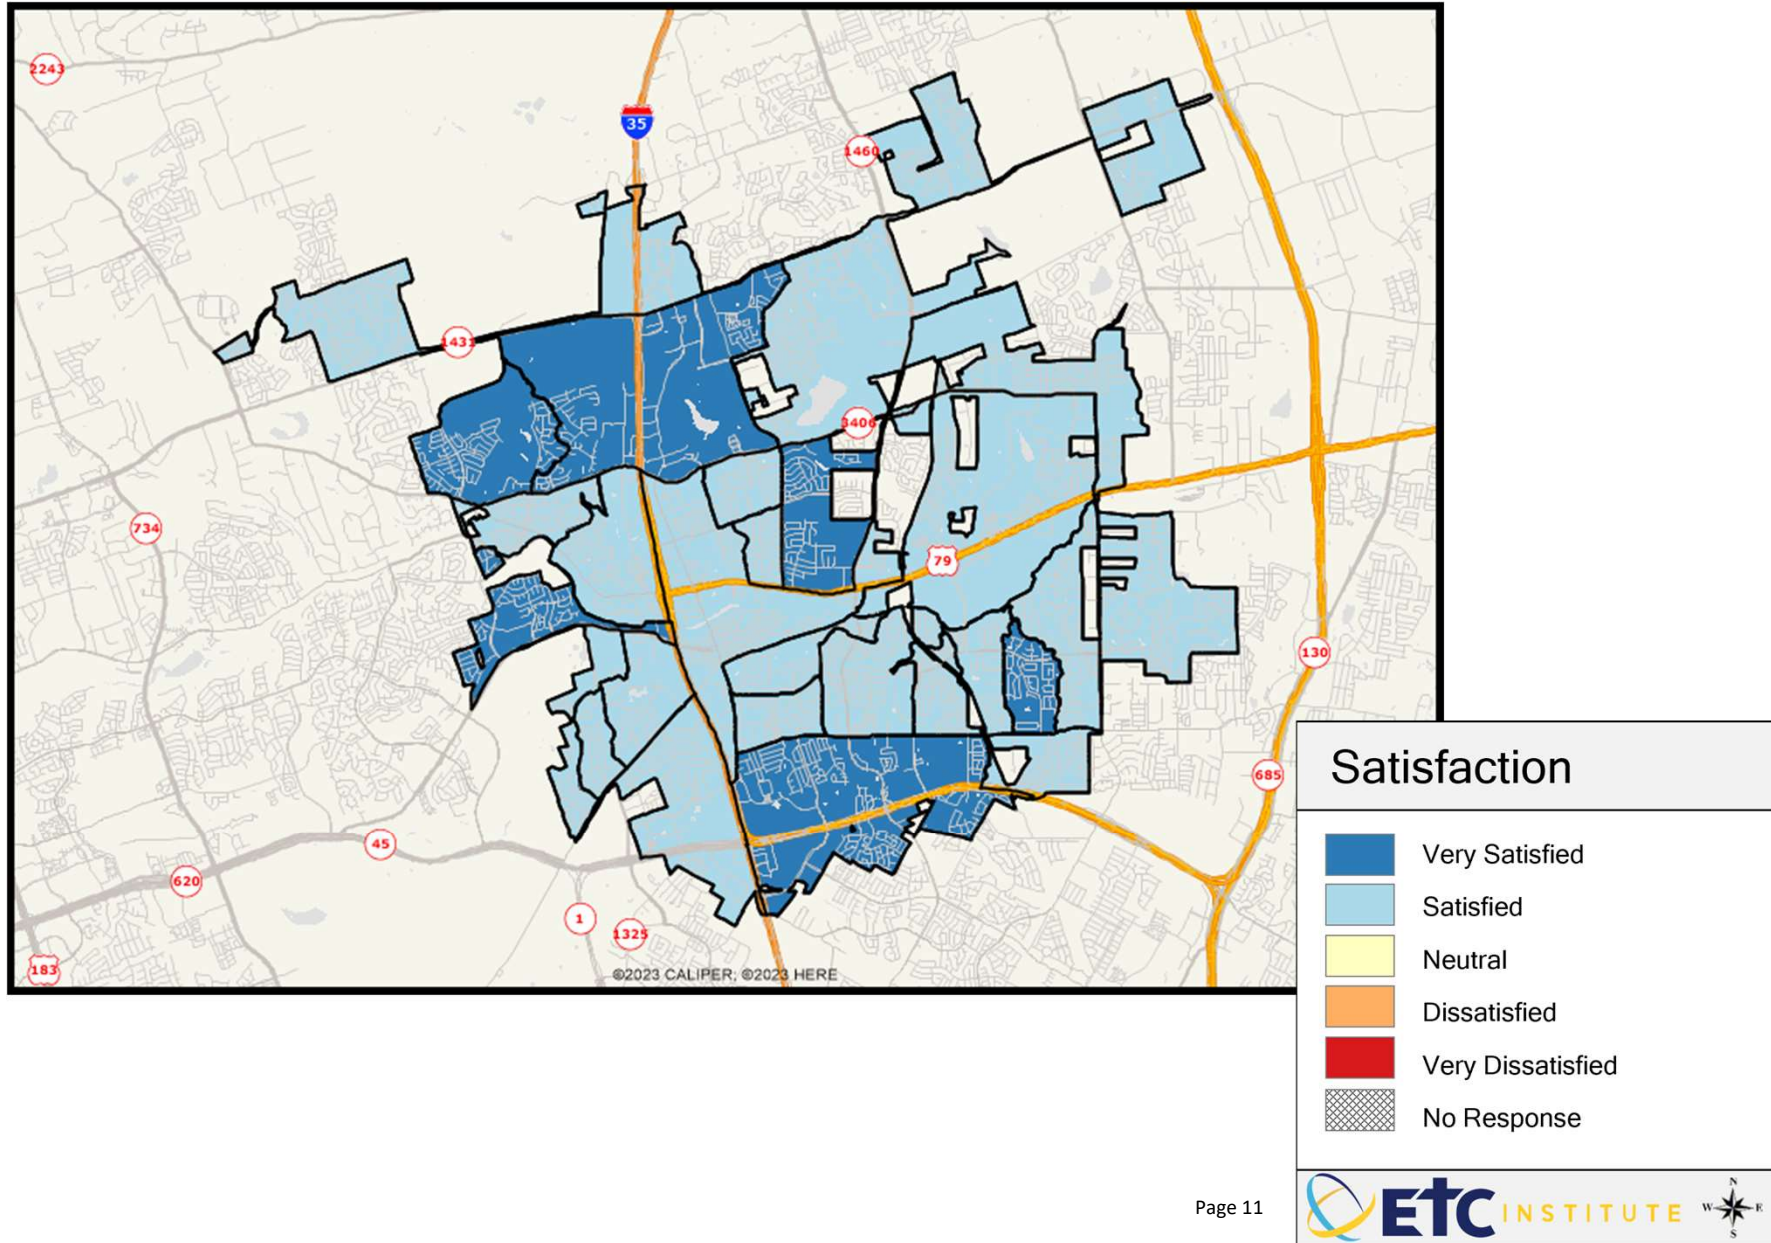 2243
35
1460
1431
3406
734
79
130
685
45
620
1
1325
183
©2023 CALIPER; ©2023 HERE
Satisfaction
Very Satisfied
Satisfied
Neutral
Dissatisfied
Very Dissatisfied
No Response
Page 11
ETC INSTITUTE
N
W E
S